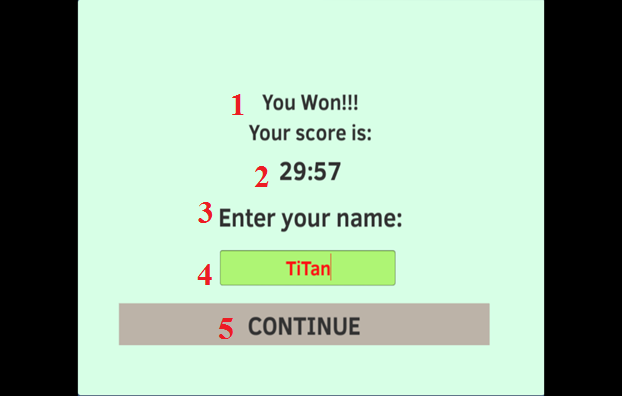 1 You Won!!!
Your score is:
2 29:57
3 Enter your name:
4 TiTan
5 CONTINUE